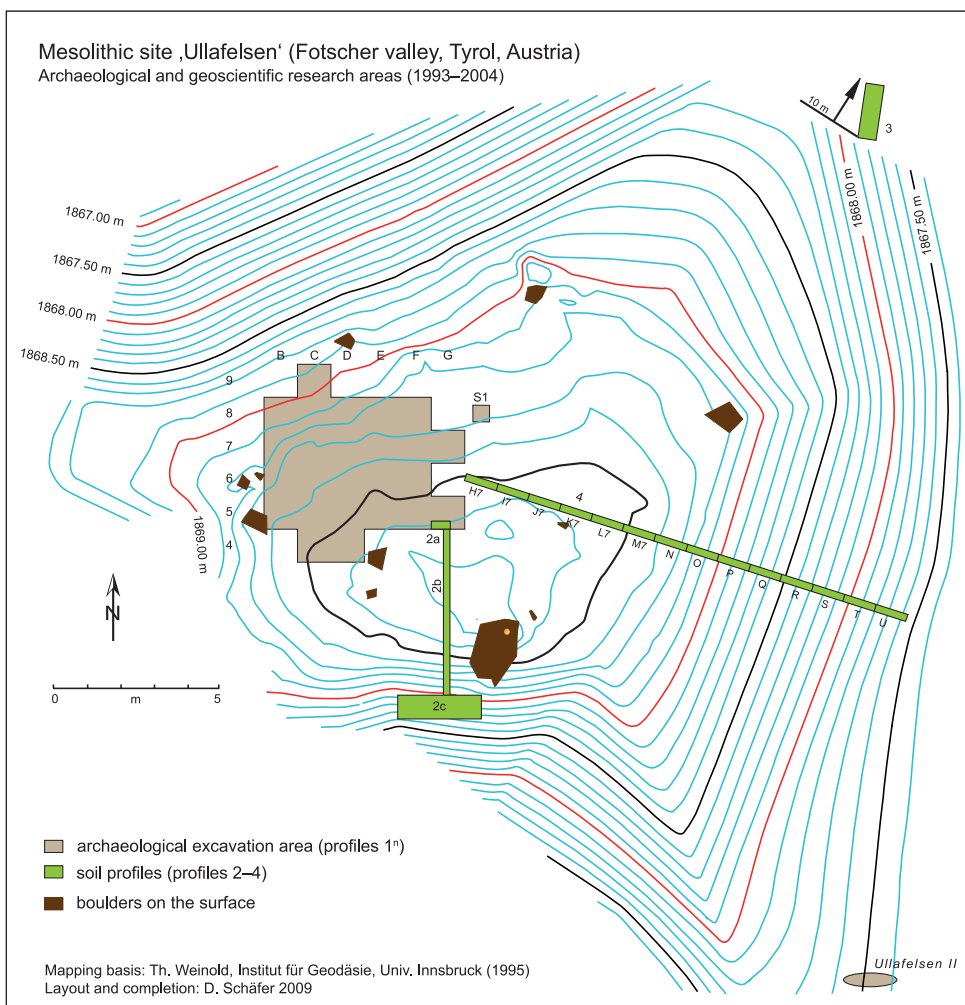 Mesolithic site ‚Ullafelsen‘ (Fotscher valley, Tyrol, Austria)
Archaeological and geoscientific research areas (1993–2004)
10 m
3
1867.00 m
1867.50 m
1868.00 m
1868.50 m
1868.00 m
1867.50 m
B C D E F G
9
8
7
6
5
4
S1
1869.00 m
4
H7 I7 J7 K7 L7 M7 N O P Q R S T U
2a
2b
2c
N
0 m 5
archaeological excavation area (profiles 1ⁿ)
soil profiles (profiles 2–4)
boulders on the surface
Ullafelsen II
Mapping basis: Th. Weinold, Institut für Geodäsie, Univ. Innsbruck (1995)
Layout and completion: D. Schäfer 2009